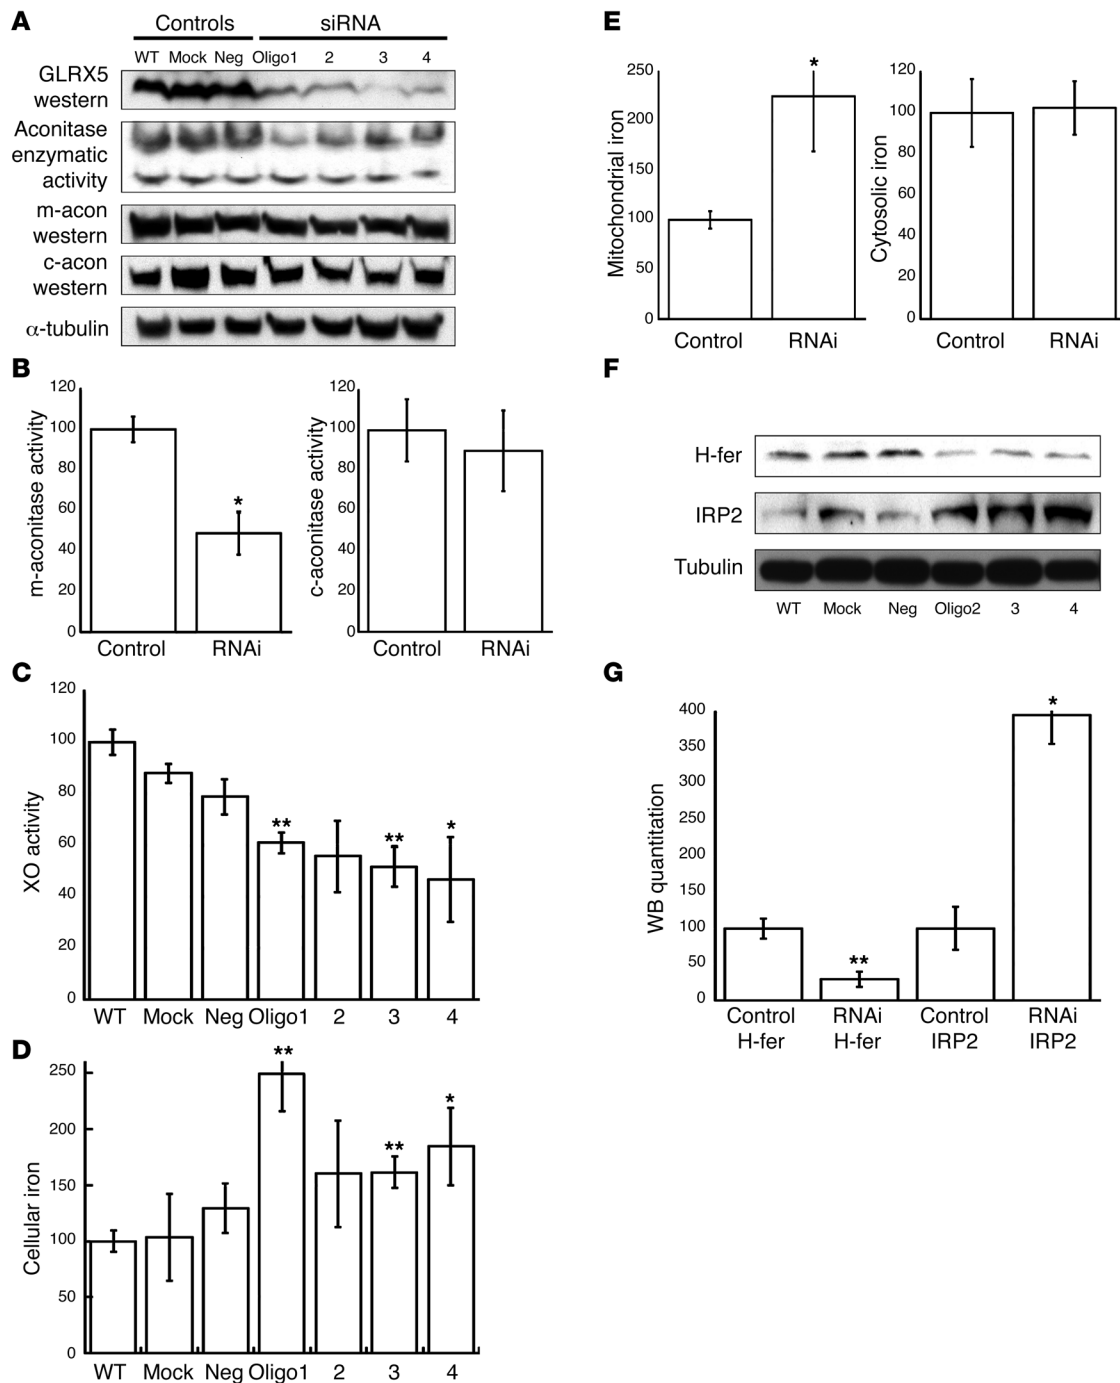 A
Controls siRNA
WT Mock Neg Oligo1 2 3 4
GLRX5
western
Aconitase
enzymatic
activity
m-acon
western
c-acon
western
α-tubulin
B
m-aconitase activity
120
100
80
60
40
20
0
*
Control RNAi
c-aconitase activity
120
100
80
60
40
20
0
Control RNAi
C
XO activity
120
100
80
60
40
20
0
** ** *
WT Mock Neg Oligo1 2 3 4
D
Cellular iron
250
200
150
100
50
0
** ** *
WT Mock Neg Oligo1 2 3 4
E
Mitochondrial iron
250
200
150
100
50
0
*
Control RNAi
Cytosolic iron
120
100
80
60
40
20
0
Control RNAi
F
H-fer
IRP2
Tubulin
WT Mock Neg Oligo2 3 4
G
WB quantitation
400
350
300
250
200
150
100
50
0
** *
Control RNAi Control RNAi
H-fer H-fer IRP2 IRP2